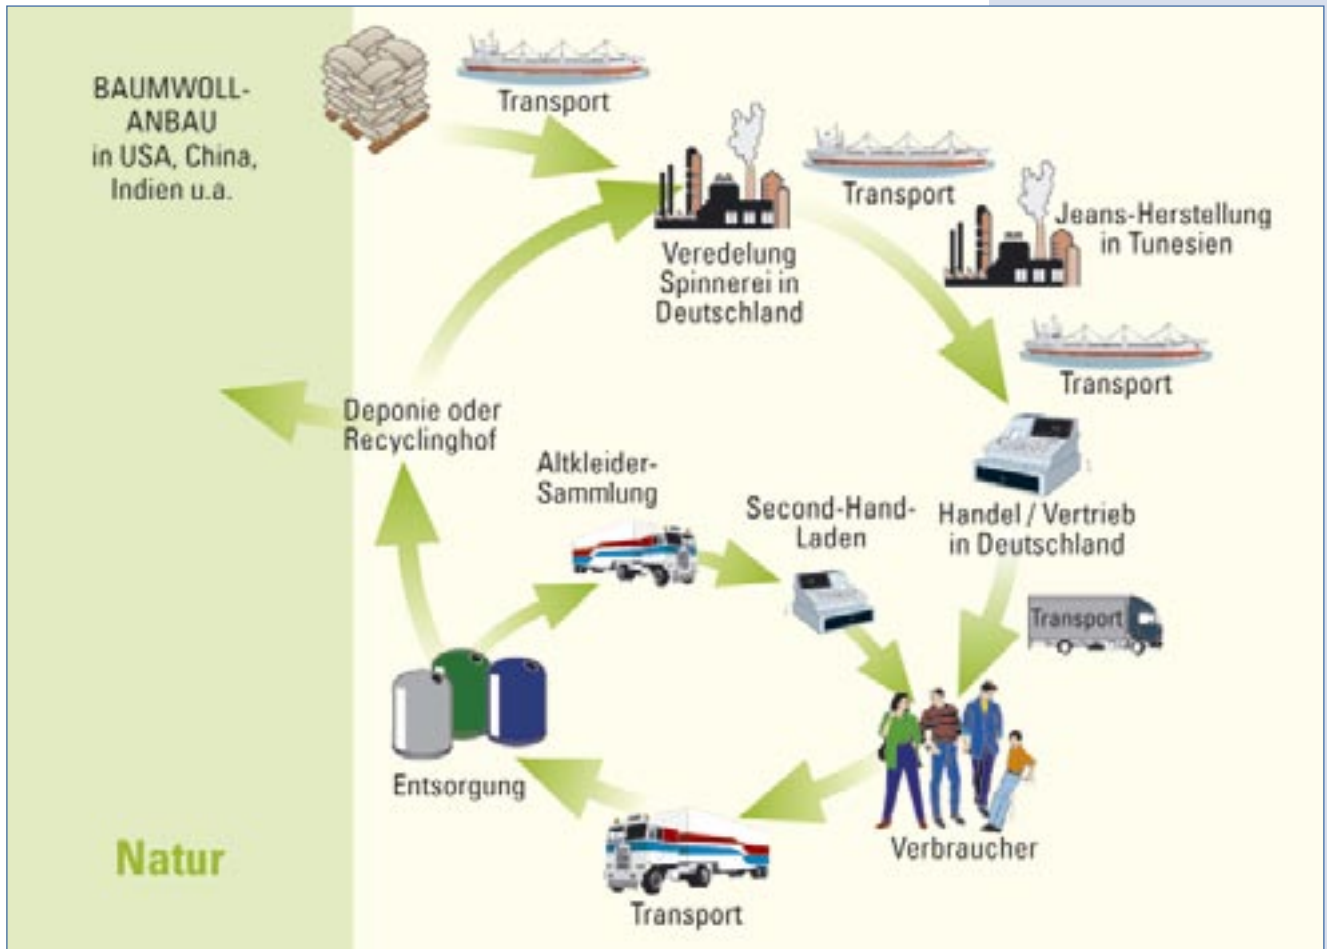 BAUMWOLL-
ANBAU
in USA, China,
Indien u.a.
Transport
Veredelung
Spinnerei in
Deutschland
Transport
Jeans-Herstellung
in Tunesien
Transport
Handel / Vertrieb
in Deutschland
Transport
Verbraucher
Transport
Entsorgung
Altkleider-
Sammlung
Second-Hand-
Laden
Deponie oder
Recyclinghof
Natur